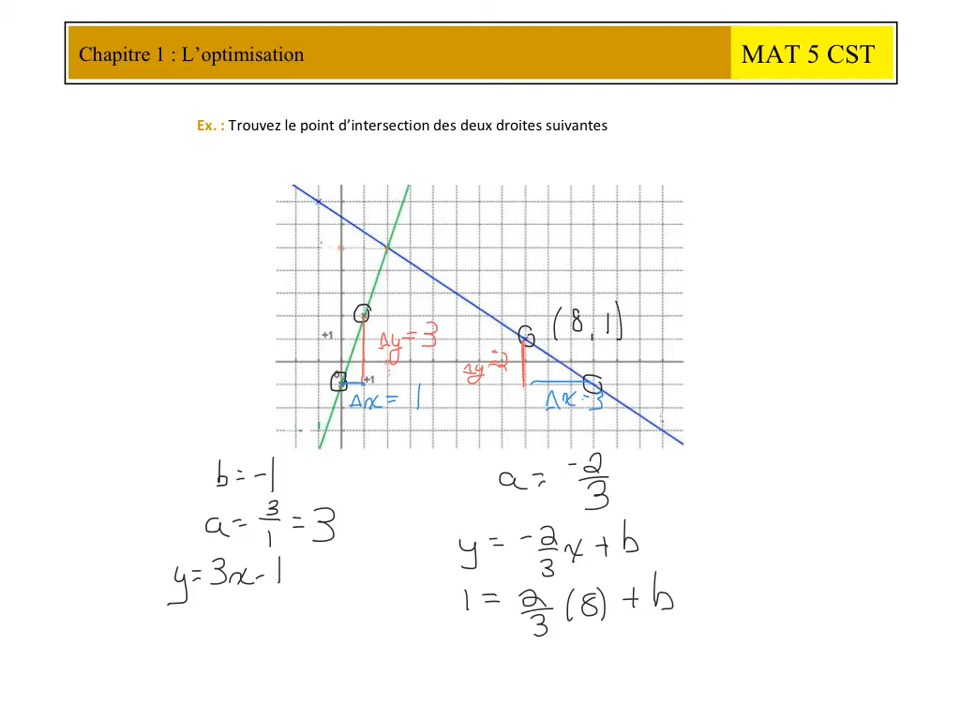 Chapitre 1 : L'optimisation
MAT 5 CST
Ex. : Trouvez le point d'intersection des deux droites suivantes
(8, 1)
+1
Δy = 3
Δy = -2
+1
Δx = 1
Δx = 3
b = -1
a = 3/1 = 3
y = 3x - 1
a = -2/3
y = -2/3 x + b
1 = 2/3 (8) + b